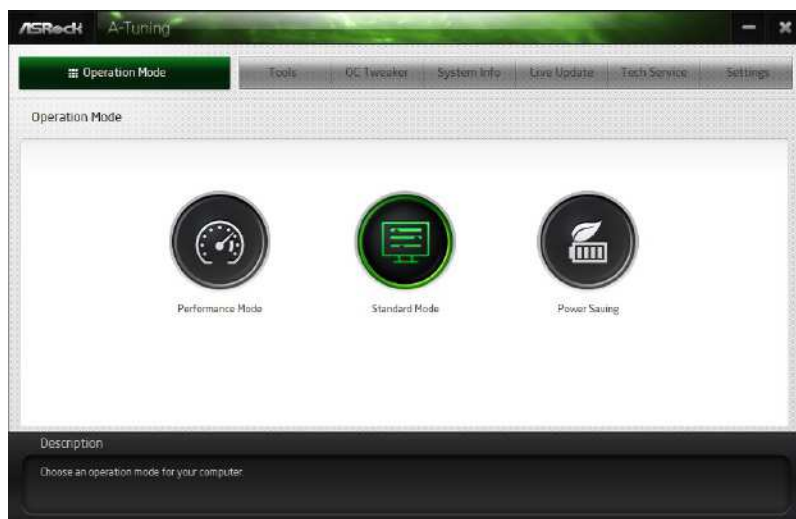 ASRock A-Tuning
Operation Mode Tools OC Tweaker System Info Live Update Tech Service Settings
Operation Mode
Performance Mode Standard Mode Power Saving
Description
Choose an operation mode for your computer.